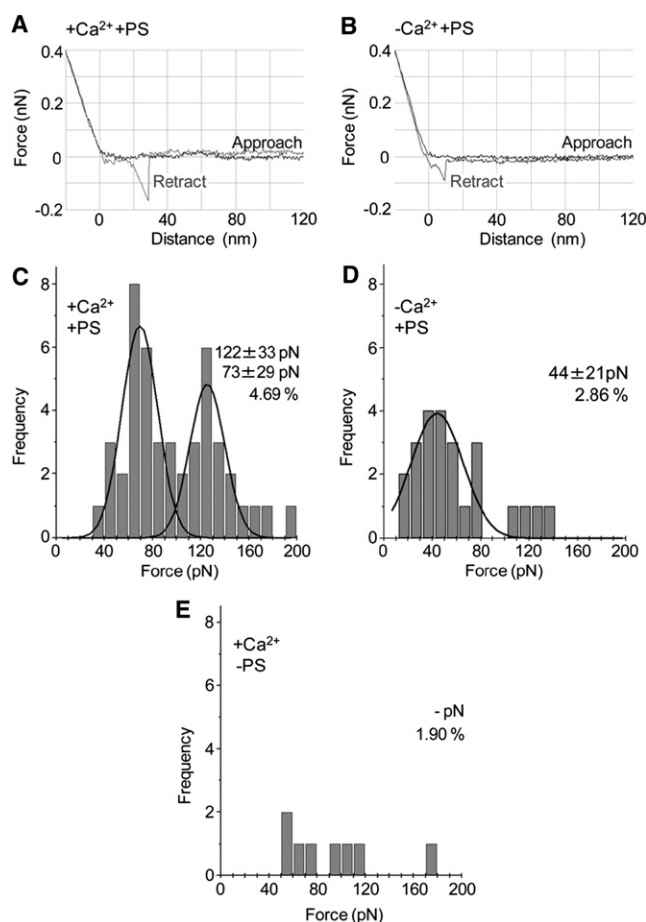 A
+Ca²⁺ +PS
0.4
0.2
0
-0.2
Force (nN)
Approach
Retract
0
40
80
120
Distance (nm)
B
-Ca²⁺ +PS
0.4
0.2
0
-0.2
Force (nN)
Approach
Retract
0
40
80
120
Distance (nm)
C
+Ca²⁺
+PS
122±33 pN
73±29 pN
4.69 %
8
6
4
2
0
Frequency
0 40 80 120 160 200
Force (pN)
D
-Ca²⁺
+PS
44±21pN
2.86 %
8
6
4
2
0
Frequency
0 40 80 120 160 200
Force (pN)
E
+Ca²⁺
-PS
- pN
1.90 %
8
6
4
2
0
Frequency
0 40 80 120 160 200
Force (pN)